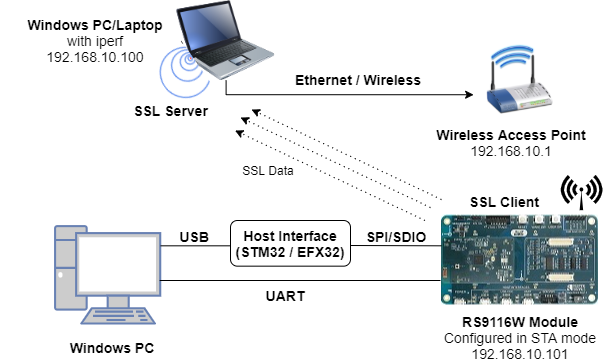 Windows PC/Laptop
with iperf
192.168.10.100
SSL Server
Ethernet / Wireless
Wireless Access Point
192.168.10.1
SSL Data
SSL Client
USB
Host Interface
(STM32 / EFX32)
SPI/SDIO
UART
Windows PC
RS9116W Module
Configured in STA mode
192.168.10.101